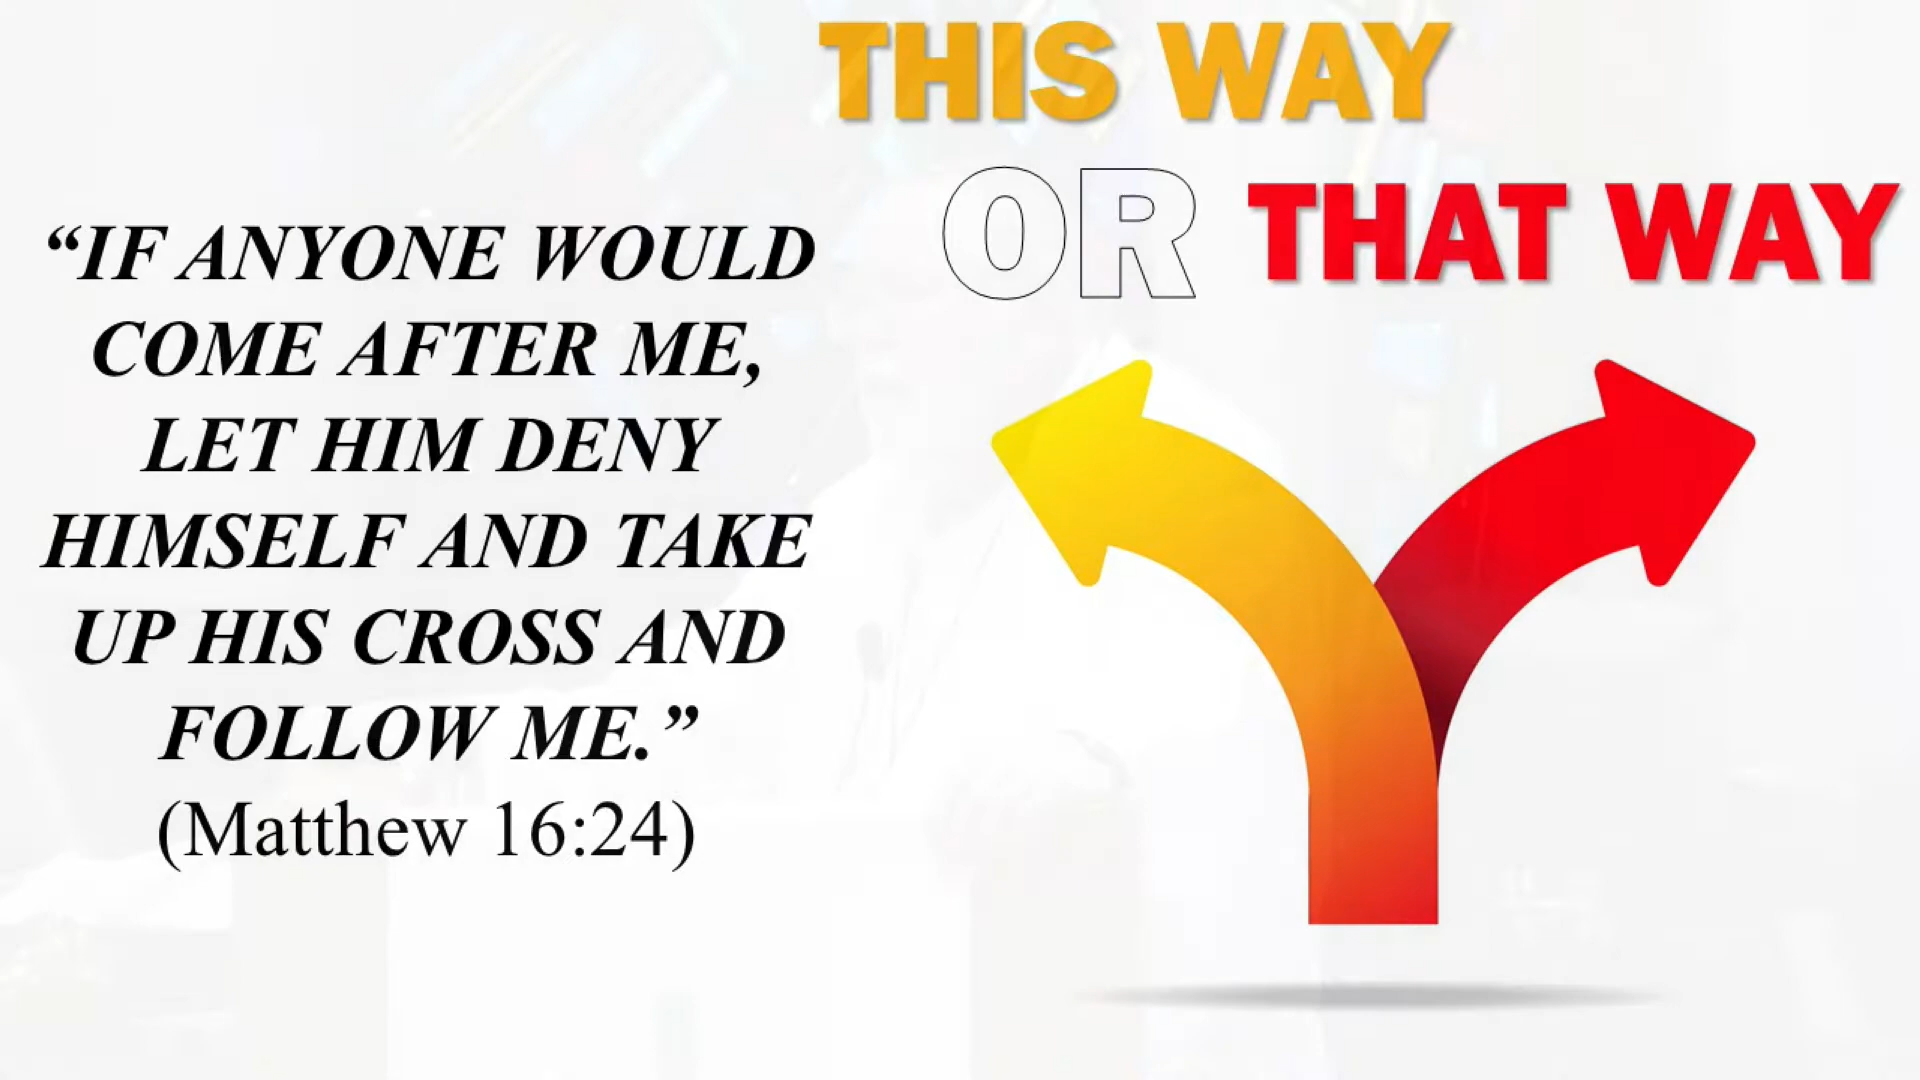 THIS WAY
OR THAT WAY
“IF ANYONE WOULD
COME AFTER ME,
LET HIM DENY
HIMSELF AND TAKE
UP HIS CROSS AND
FOLLOW ME.”
(Matthew 16:24)